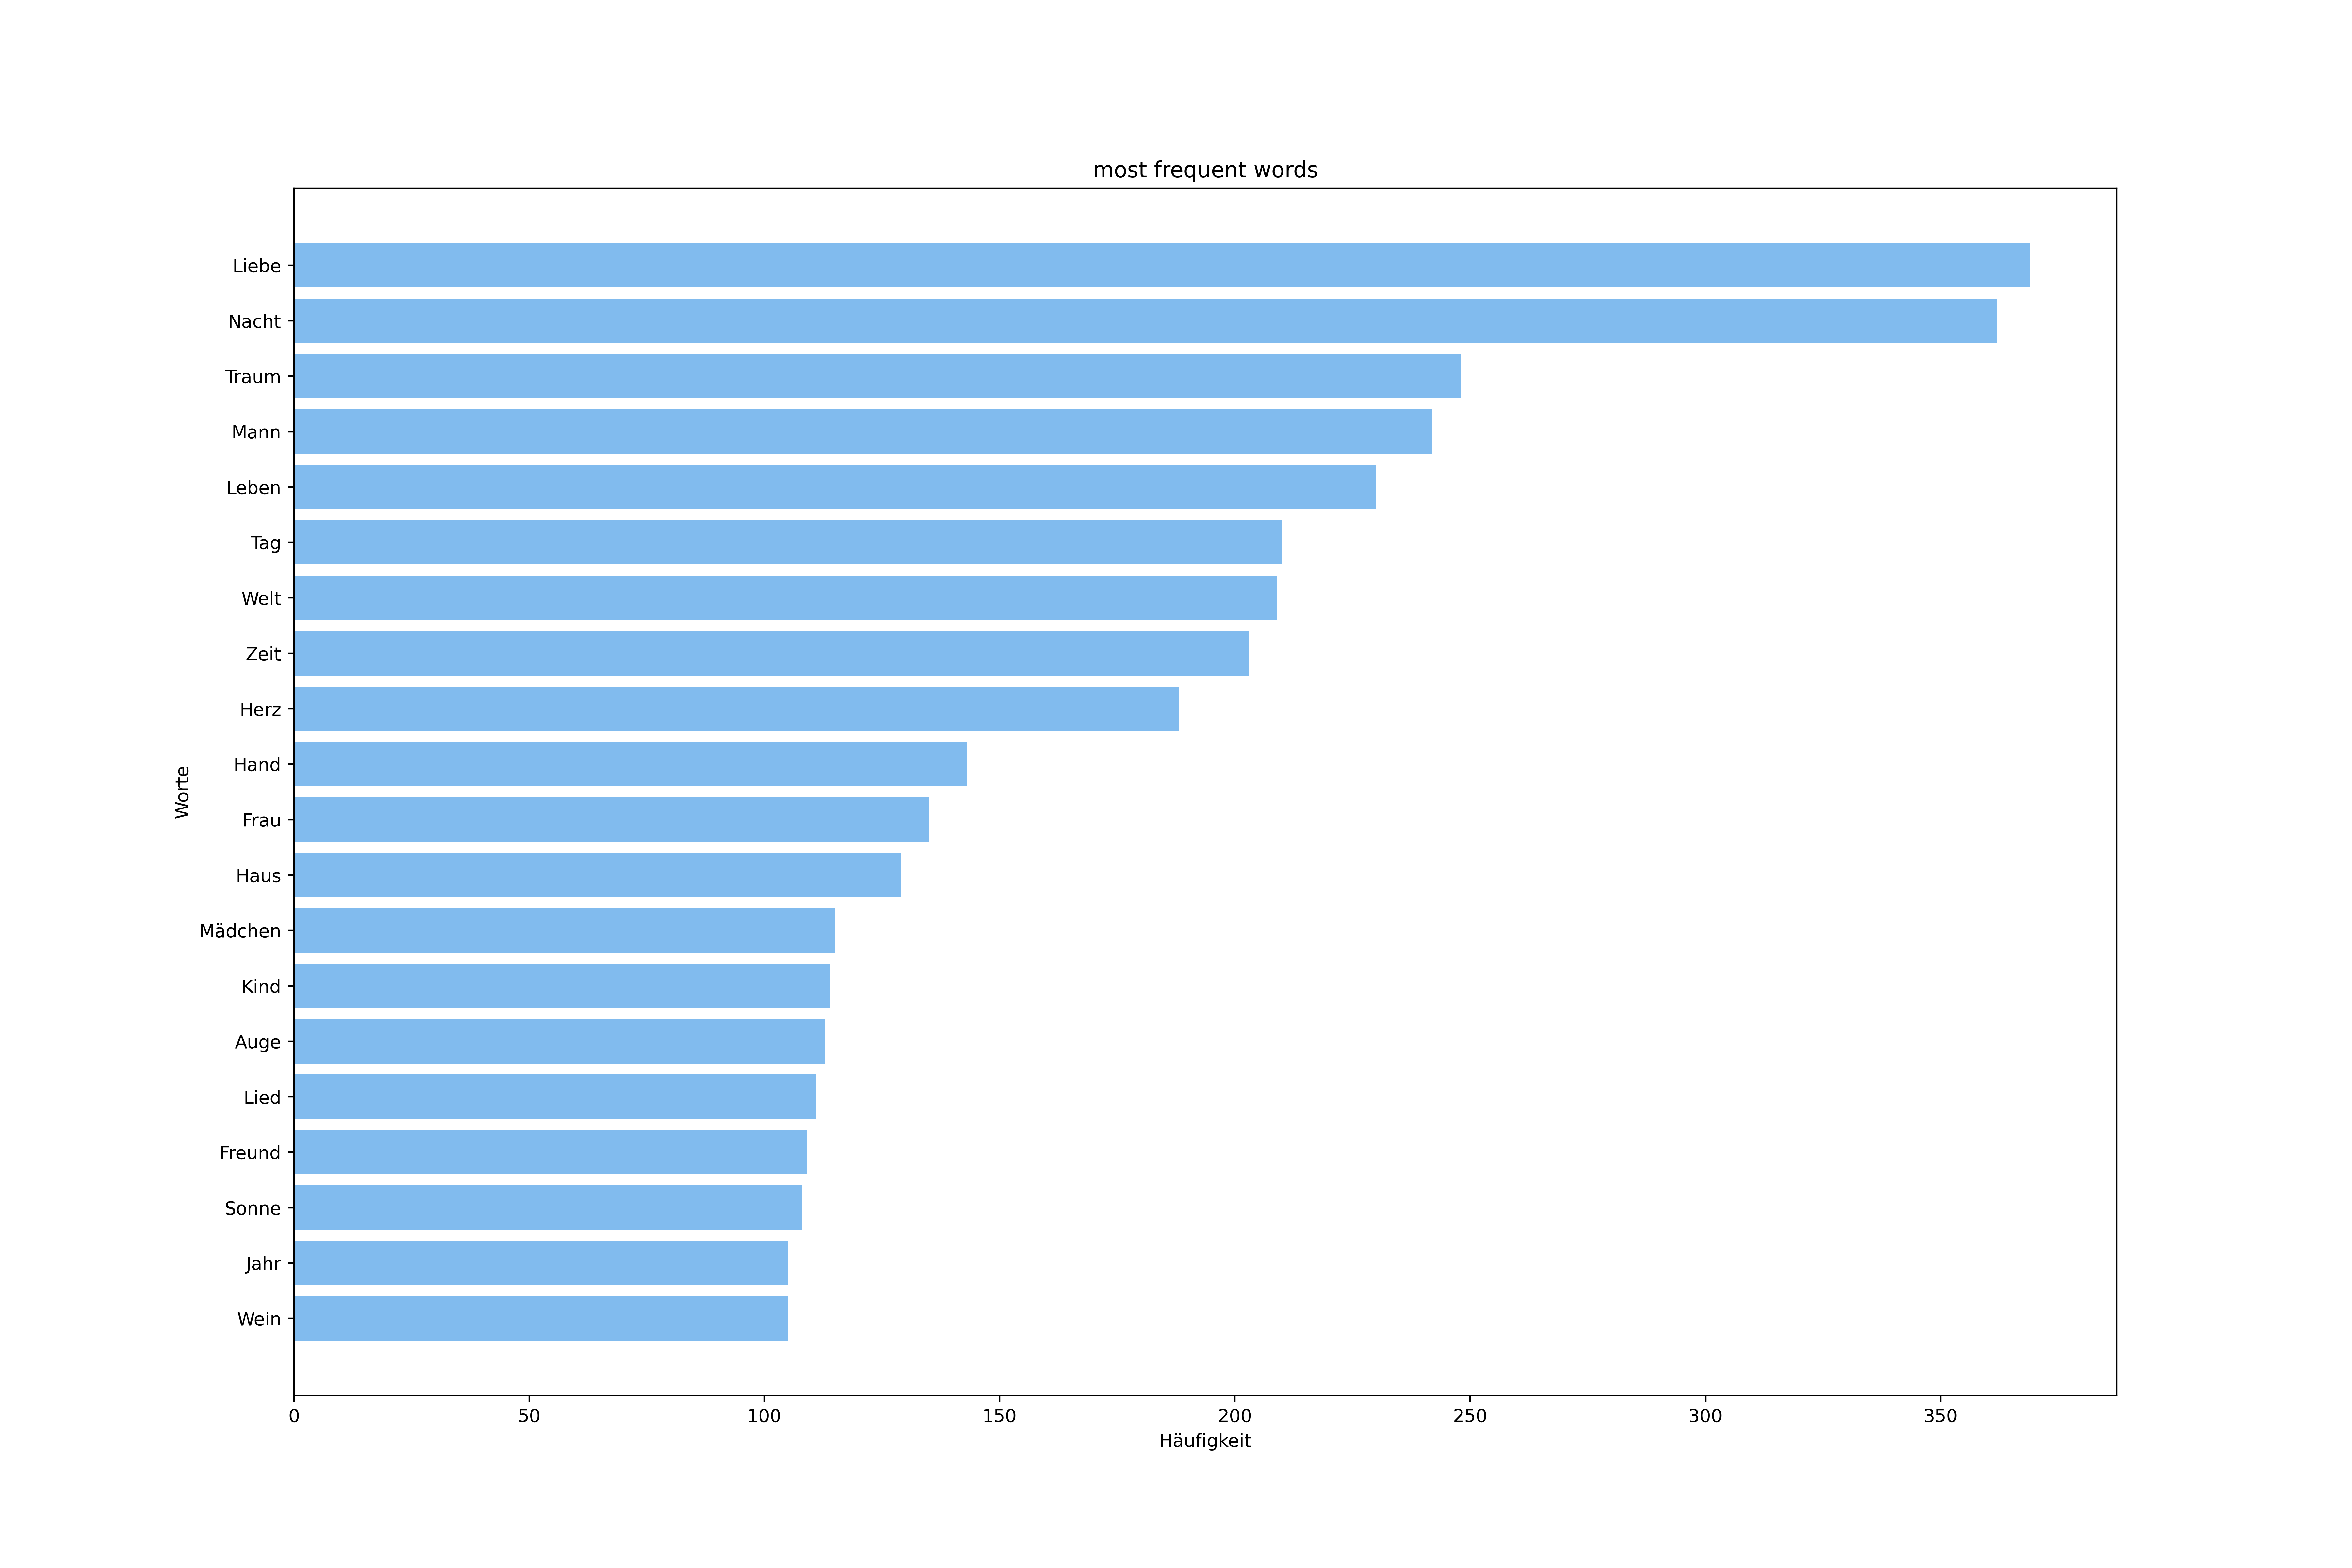 most frequent words
Liebe
Nacht
Traum
Mann
Leben
Tag
Welt
Zeit
Herz
Hand
Frau
Haus
Mädchen
Kind
Auge
Lied
Freund
Sonne
Jahr
Wein
Worte
0 50 100 150 200 250 300 350
Häufigkeit